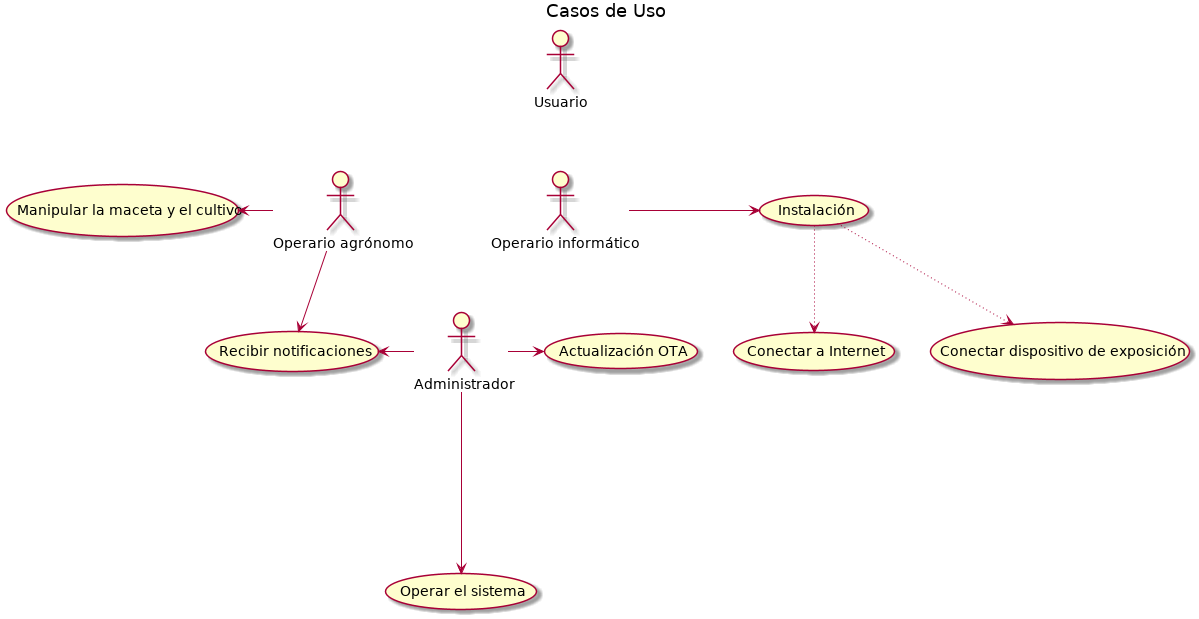 Casos de Uso
Usuario
Manipular la maceta y el cultivo
Operario agrónomo
Operario informático
Instalación
Recibir notificaciones
Administrador
Actualización OTA
Conectar a Internet
Conectar dispositivo de exposición
Operar el sistema